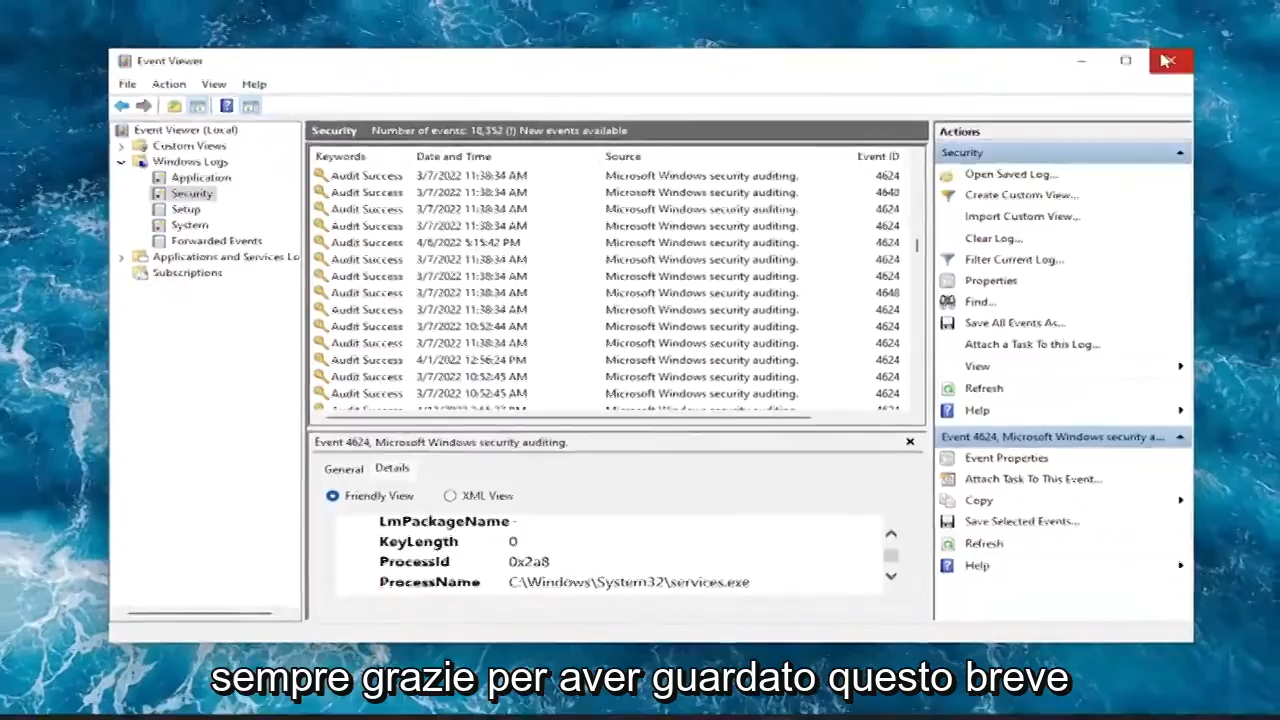 Event Viewer
File Action View Help
Event Viewer (Local)
Custom Views
Windows Logs
Application
Security
Setup
System
Forwarded Events
Applications and Services Lo
Subscriptions
Security Number of events: 18,352 (!) New events available
Keywords Date and Time Source Event ID
Audit Success 3/7/2022 11:38:34 AM Microsoft Windows security auditing. 4624
Audit Success 3/7/2022 11:38:34 AM Microsoft Windows security auditing. 4648
Audit Success 3/7/2022 11:38:34 AM Microsoft Windows security auditing. 4624
Audit Success 3/7/2022 11:38:34 AM Microsoft Windows security auditing. 4624
Audit Success 4/6/2022 5:15:42 PM Microsoft Windows security auditing. 4624
Audit Success 3/7/2022 11:38:34 AM Microsoft Windows security auditing. 4624
Audit Success 3/7/2022 11:38:34 AM Microsoft Windows security auditing. 4624
Audit Success 3/7/2022 11:38:34 AM Microsoft Windows security auditing. 4648
Audit Success 3/7/2022 11:38:34 AM Microsoft Windows security auditing. 4624
Audit Success 3/7/2022 10:52:44 AM Microsoft Windows security auditing. 4624
Audit Success 3/7/2022 11:38:34 AM Microsoft Windows security auditing. 4624
Audit Success 4/1/2022 12:56:24 PM Microsoft Windows security auditing. 4624
Audit Success 3/7/2022 10:52:45 AM Microsoft Windows security auditing. 4624
Audit Success 3/7/2022 10:52:45 AM Microsoft Windows security auditing. 4624
Event 4624, Microsoft Windows security auditing.
General Details
Friendly View XML View
LmPackageName -
KeyLength 0
ProcessId 0x2a8
ProcessName C:\Windows\System32\services.exe
Actions
Security
Open Saved Log...
Create Custom View...
Import Custom View...
Clear Log...
Filter Current Log...
Properties
Find...
Save All Events As...
Attach a Task To this Log...
View
Refresh
Help
Event 4624, Microsoft Windows security a...
Event Properties
Attach Task To This Event...
Copy
Save Selected Events...
Refresh
Help
sempre grazie per aver guardato questo breve